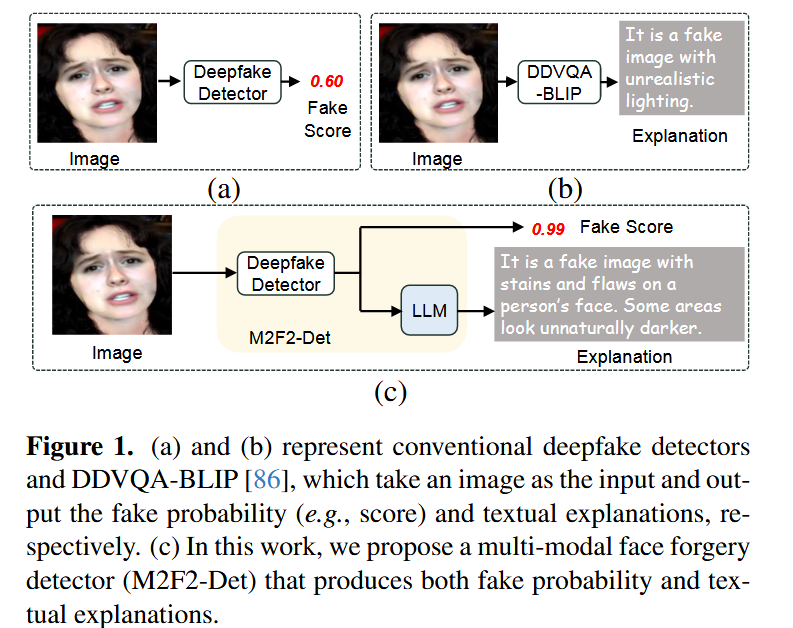 Image
Deepfake
Detector
0.60
Fake
Score
(a)
Image
DDVQA
-BLIP
It is a fake
image with
unrealistic
lighting.
Explanation
(b)
Image
Deepfake
Detector
M2F2-Det
LLM
0.99 Fake Score
It is a fake image with
stains and flaws on a
person's face. Some areas
look unnaturally darker.
Explanation
(c)
Figure 1. (a) and (b) represent conventional deepfake detectors
and DDVQA-BLIP [86], which take an image as the input and out-
put the fake probability (e.g., score) and textual explanations, re-
spectively. (c) In this work, we propose a multi-modal face forgery
detector (M2F2-Det) that produces both fake probability and tex-
tual explanations.